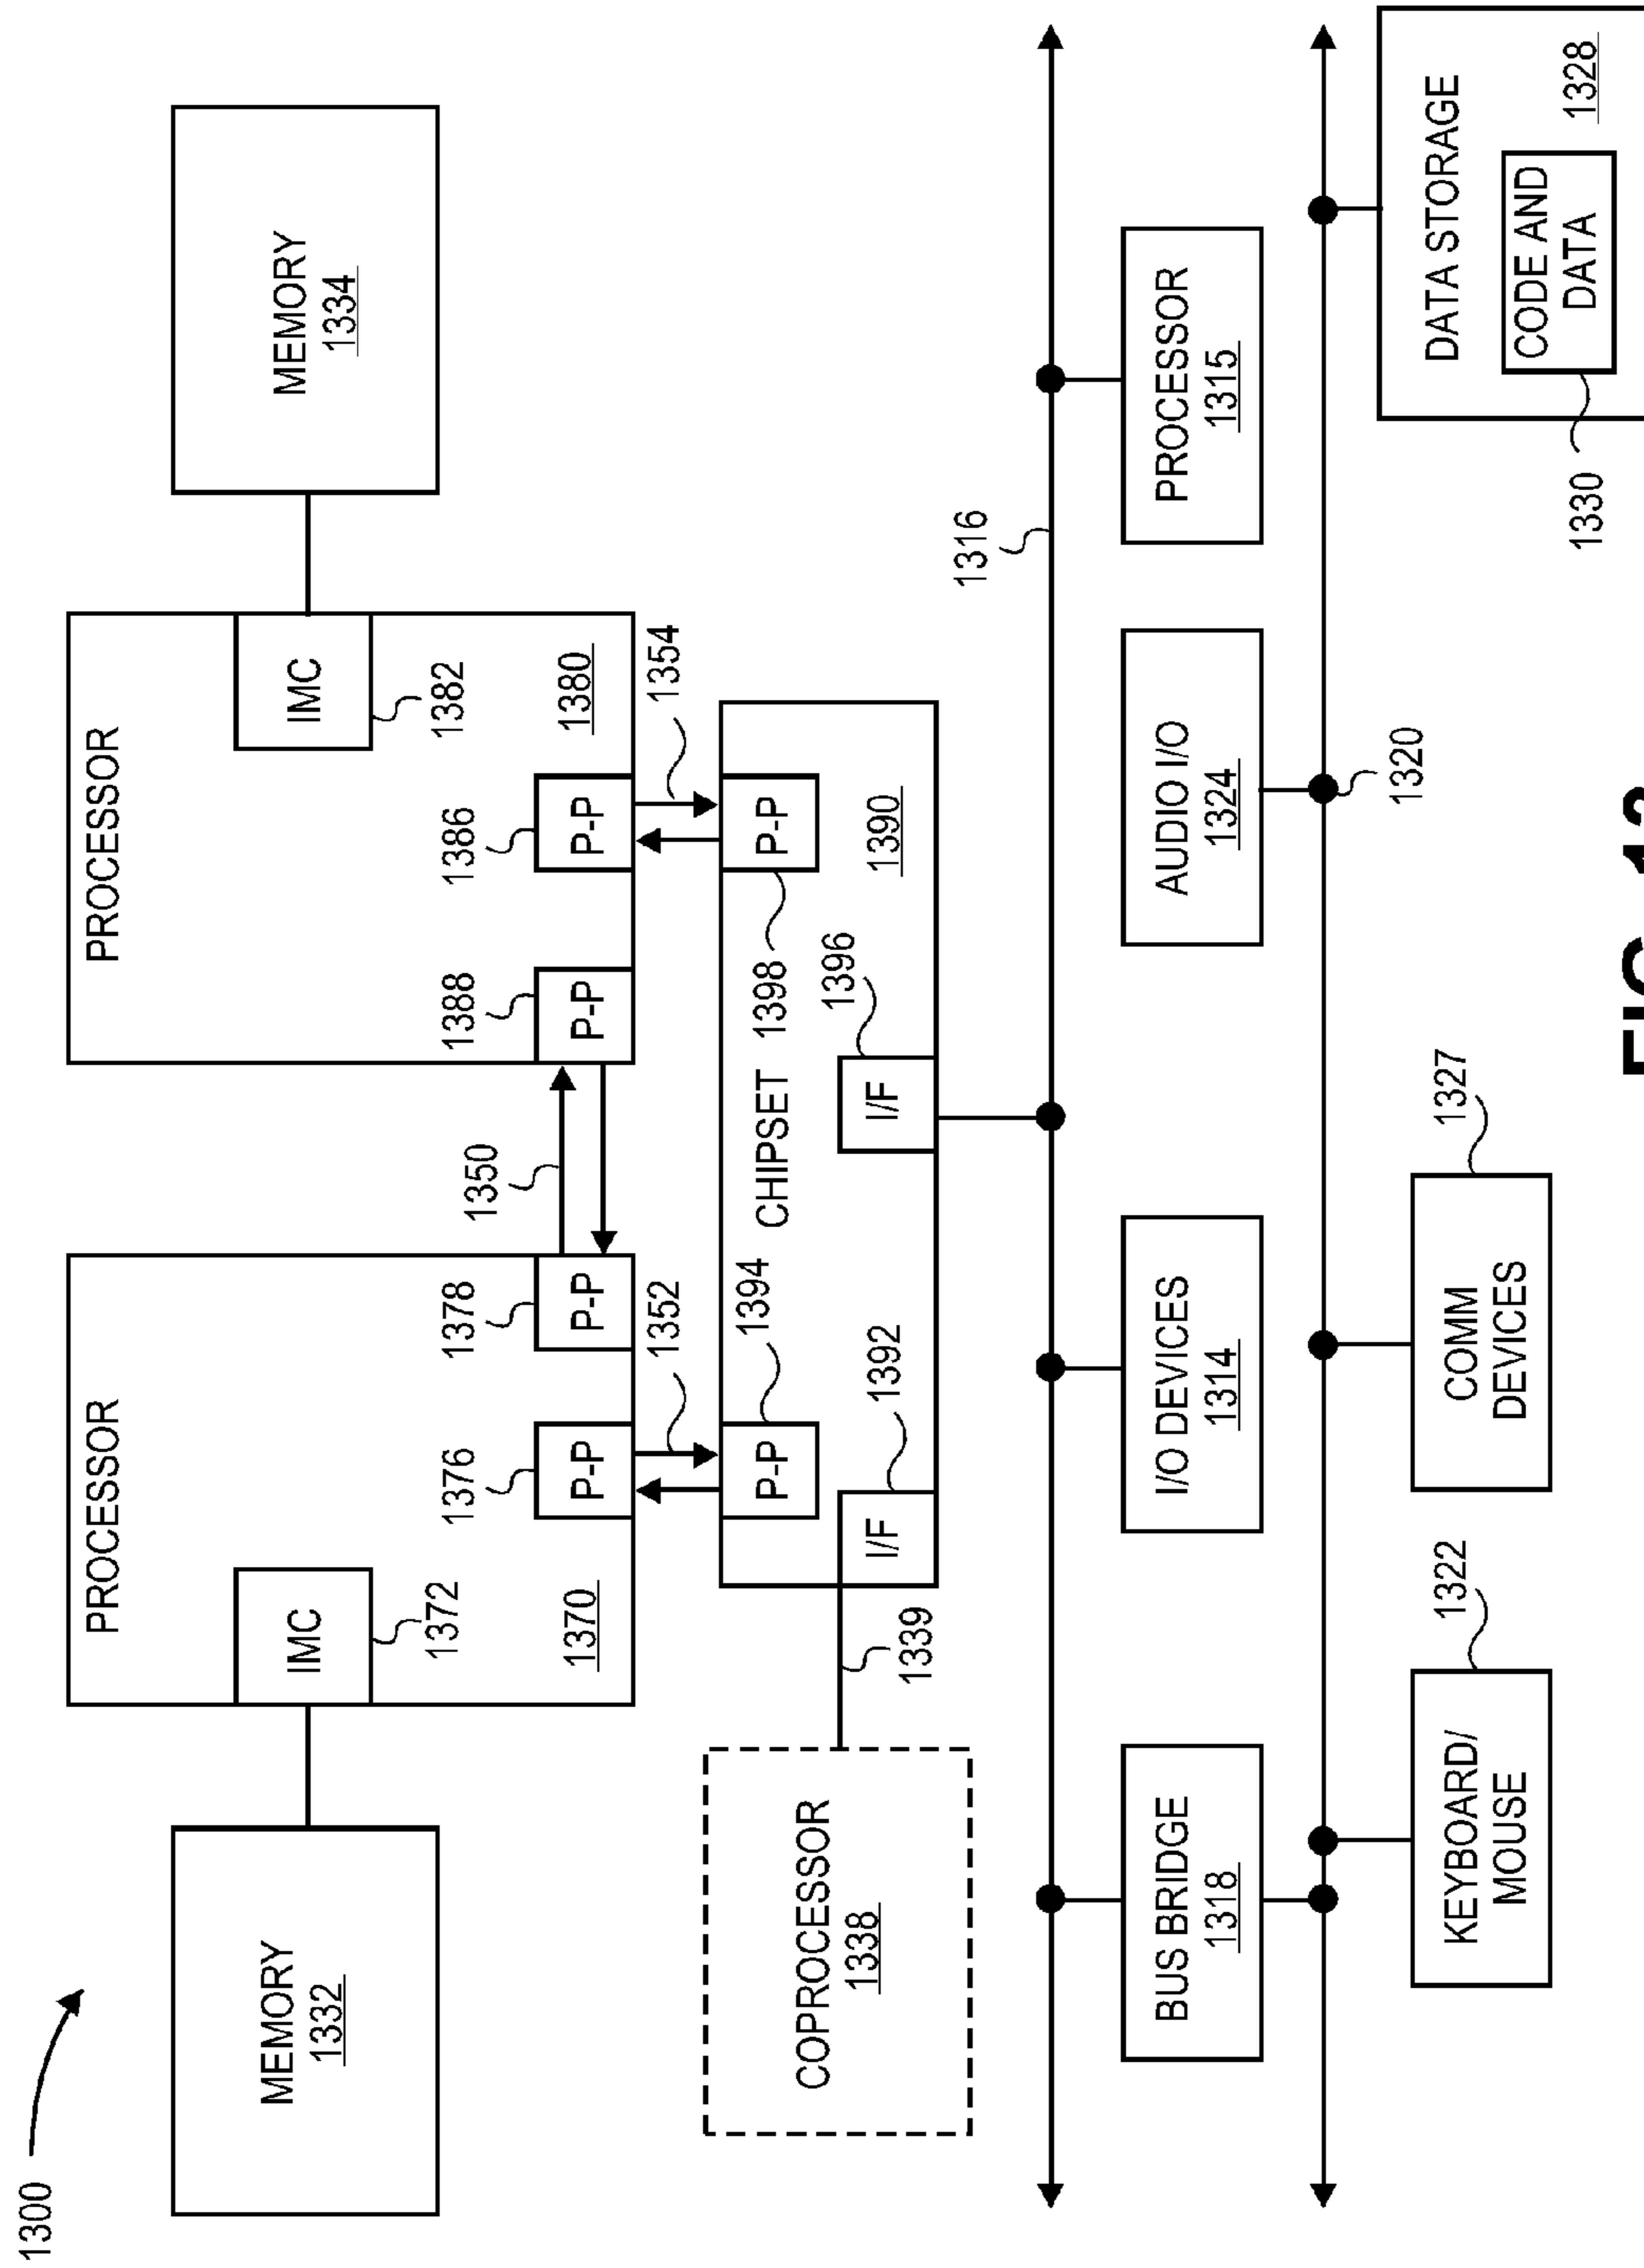 1300
PROCESSOR
PROCESSOR
MEMORY
1332
IMC
1372
1370
1376
P-P
1378
P-P
1350
1388
P-P
1386
P-P
IMC
1382
1380
MEMORY
1334
1352
1354
COPROCESSOR
1338
1339
P-P
1394
CHIPSET
1398
P-P
I/F
1392
I/F
1396
1390
1316
BUS BRIDGE
1318
I/O DEVICES
1314
AUDIO I/O
1324
PROCESSOR
1315
1320
KEYBOARD/
MOUSE
1322
COMM
DEVICES
1327
DATA STORAGE
CODE AND
DATA
1328
1330